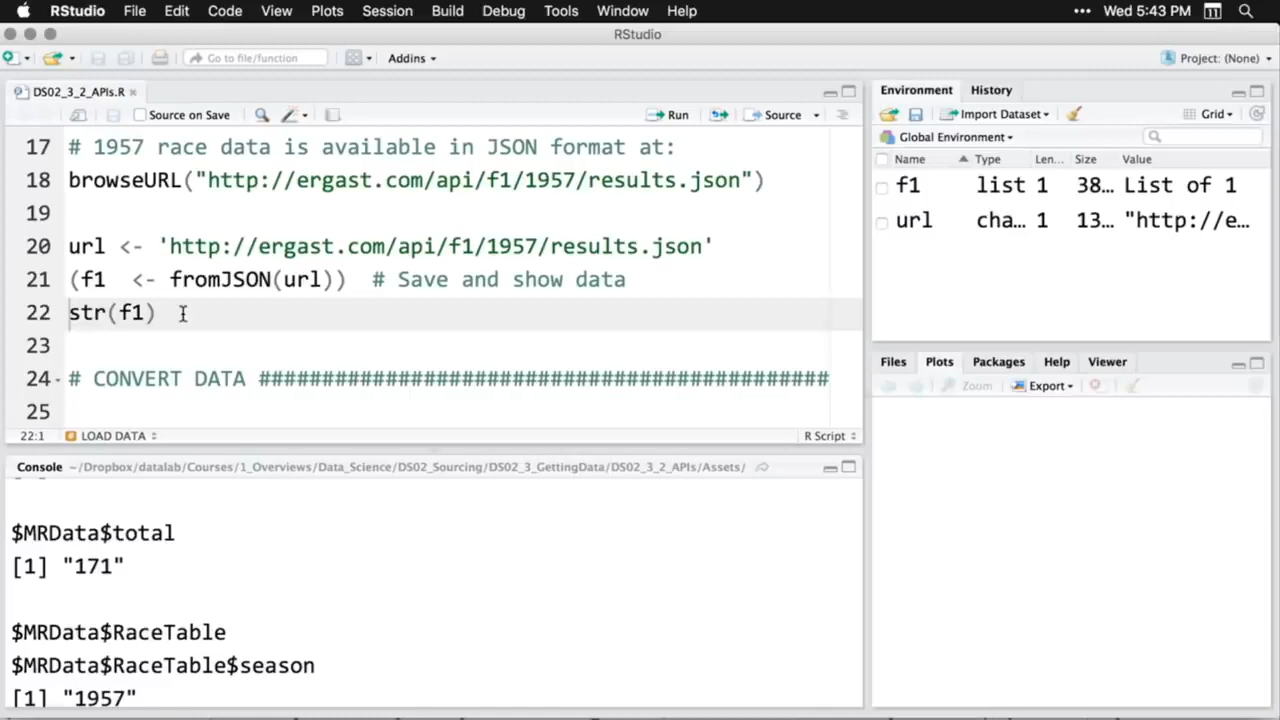 RStudio File Edit Code View Plots Session Build Debug Tools Window Help ••• Wed 5:43 PM 11
RStudio
Go to file/function Addins Project: (None)
DS02_3_2_APIs.R
Source on Save Run Source
17 # 1957 race data is available in JSON format at:
18 browseURL("http://ergast.com/api/f1/1957/results.json")
19
20 url <- 'http://ergast.com/api/f1/1957/results.json'
21 (f1  <- fromJSON(url))  # Save and show data
22 str(f1)
23
24 # CONVERT DATA ############################################
25
22:1 LOAD DATA R Script
Console ~/Dropbox/datalab/Courses/1_Overviews/Data_Science/DS02_Sourcing/DS02_3_GettingData/DS02_3_2_APIs/Assets/
$MRData$total
[1] "171"
$MRData$RaceTable
$MRData$RaceTable$season
[1] "1957"
Environment History
Import Dataset Grid
Global Environment
Name Type Len... Size Value
f1 list 1 38... List of 1
url cha... 1 13... "http://e...
Files Plots Packages Help Viewer
Zoom Export